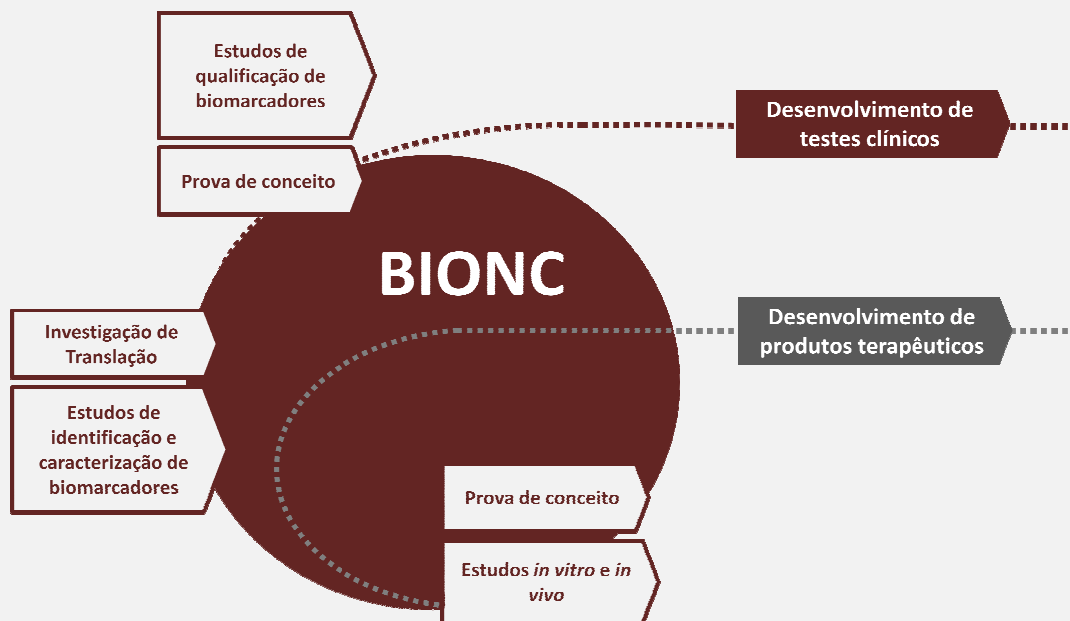 Estudos de
qualificação de
biomarcadores
Desenvolvimento de
testes clínicos
Prova de conceito
BIONC
Investigação de
Translação
Desenvolvimento de
produtos terapêuticos
Estudos de
identificação e
caracterização de
biomarcadores
Prova de conceito
Estudos in vitro e in
vivo